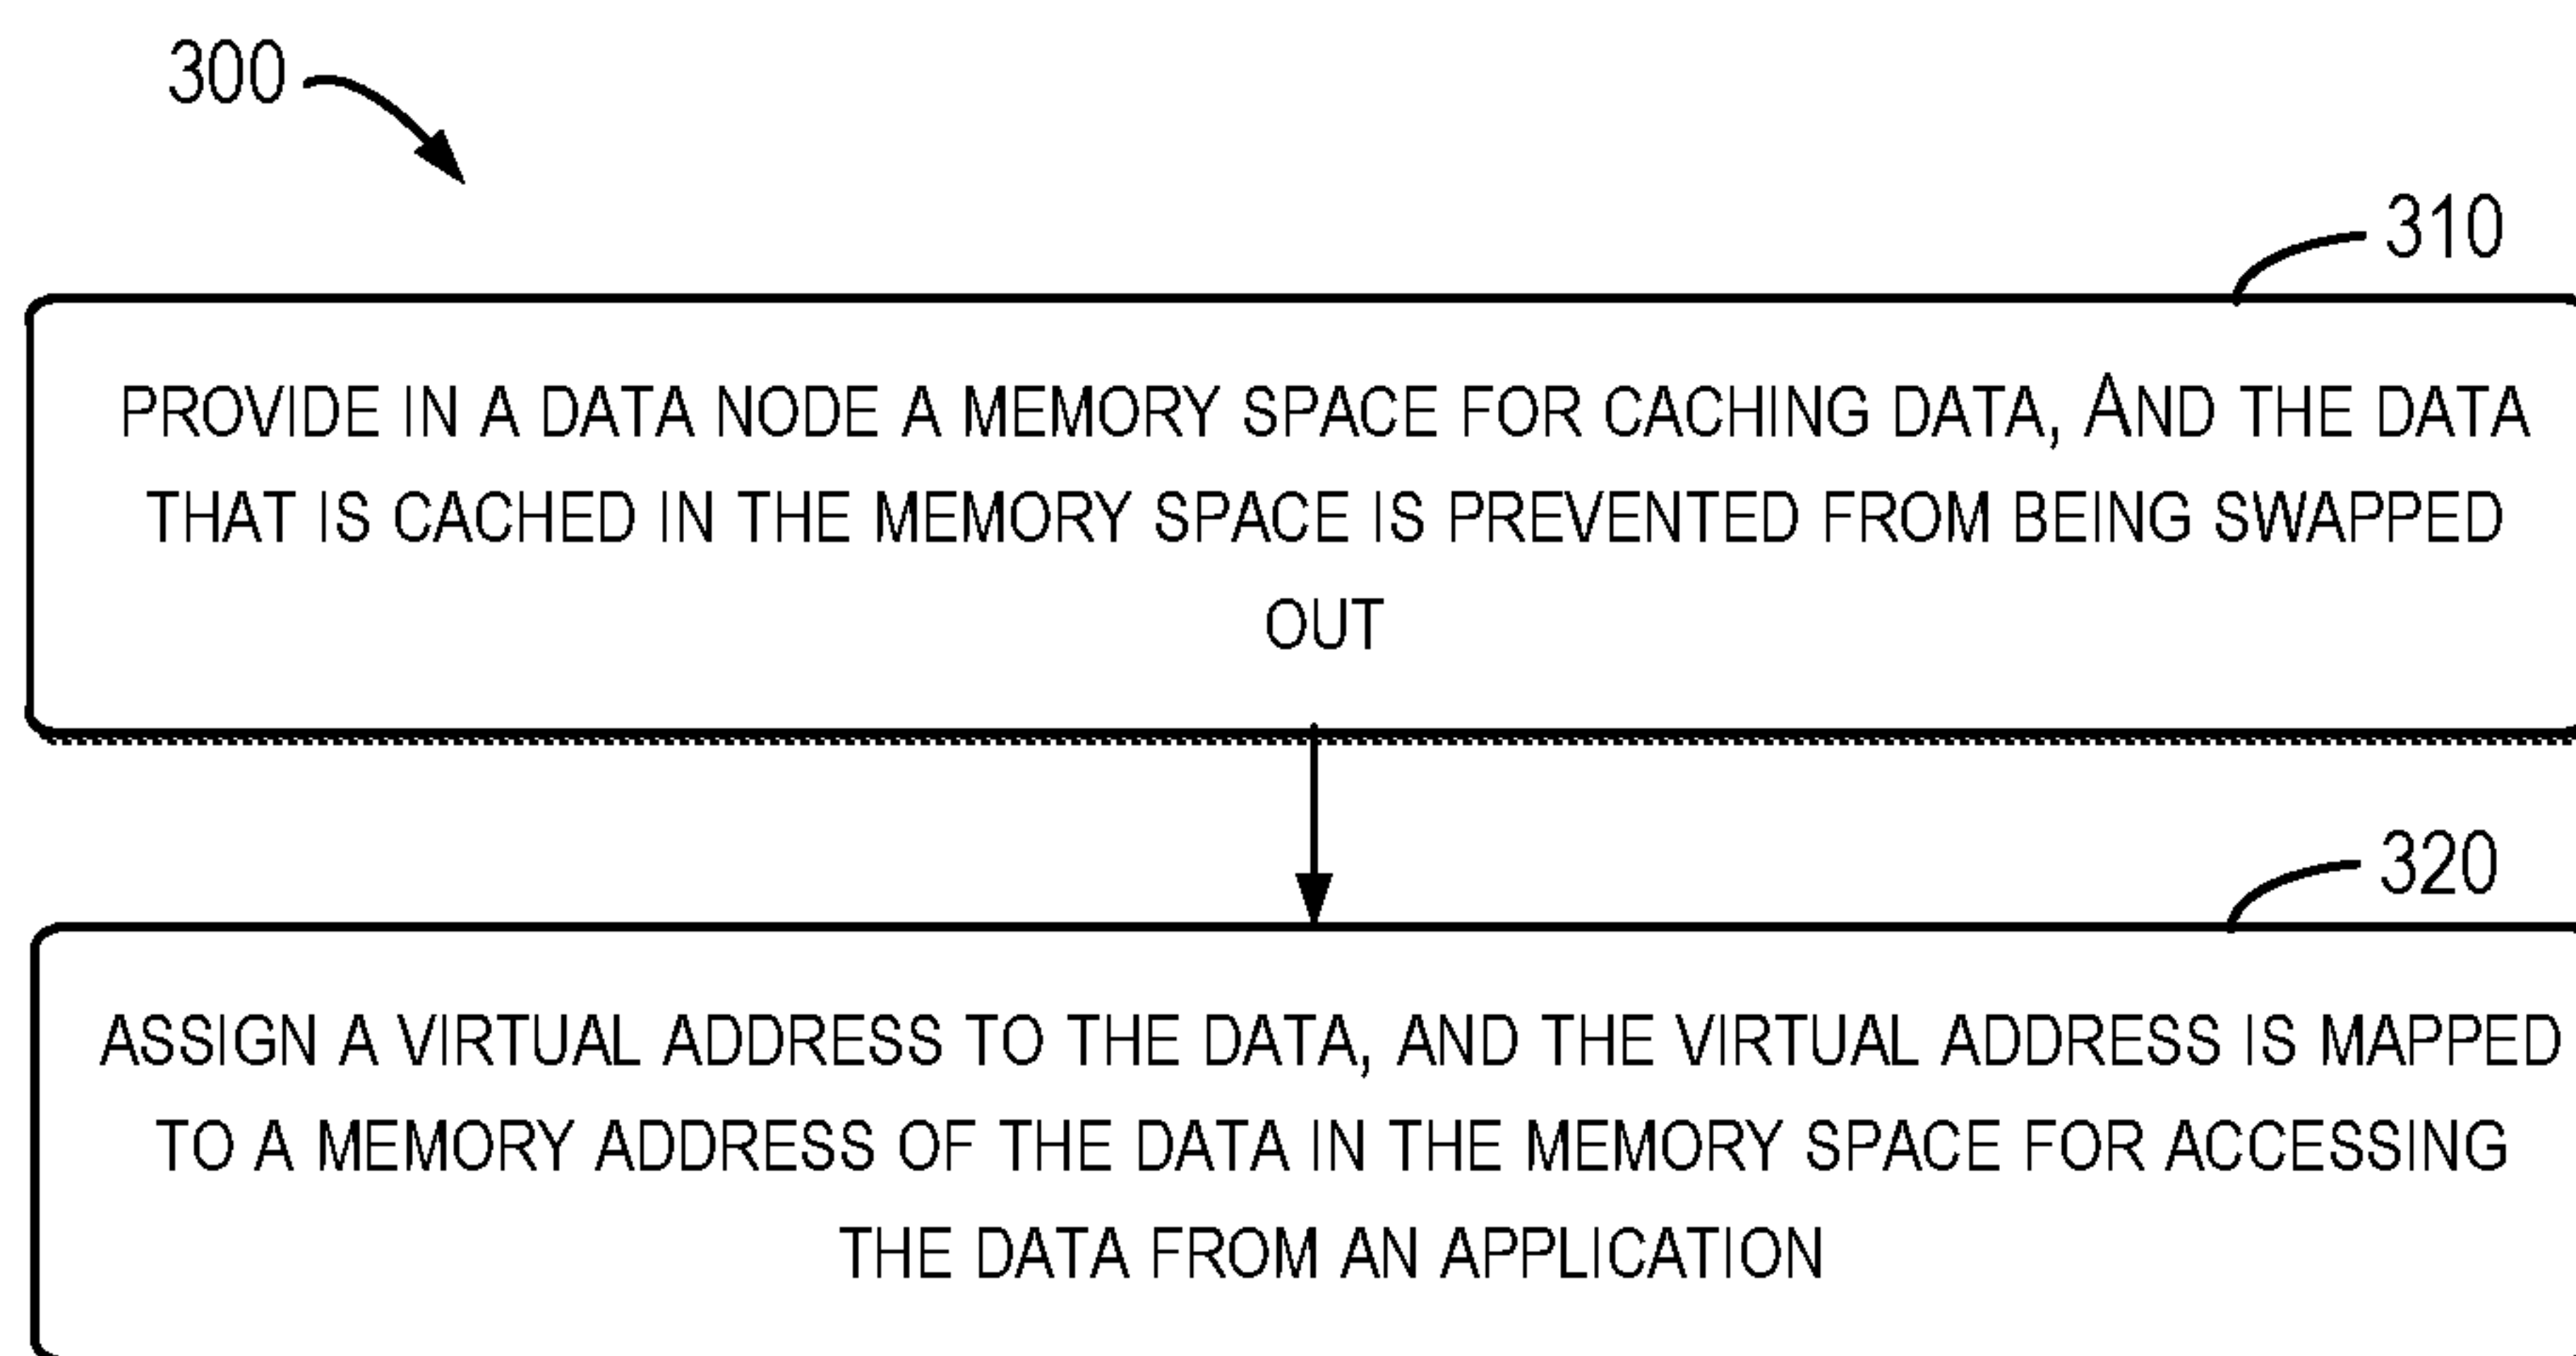 300
310
PROVIDE IN A DATA NODE A MEMORY SPACE FOR CACHING DATA, AND THE DATA
THAT IS CACHED IN THE MEMORY SPACE IS PREVENTED FROM BEING SWAPPED
OUT
320
ASSIGN A VIRTUAL ADDRESS TO THE DATA, AND THE VIRTUAL ADDRESS IS MAPPED
TO A MEMORY ADDRESS OF THE DATA IN THE MEMORY SPACE FOR ACCESSING
THE DATA FROM AN APPLICATION